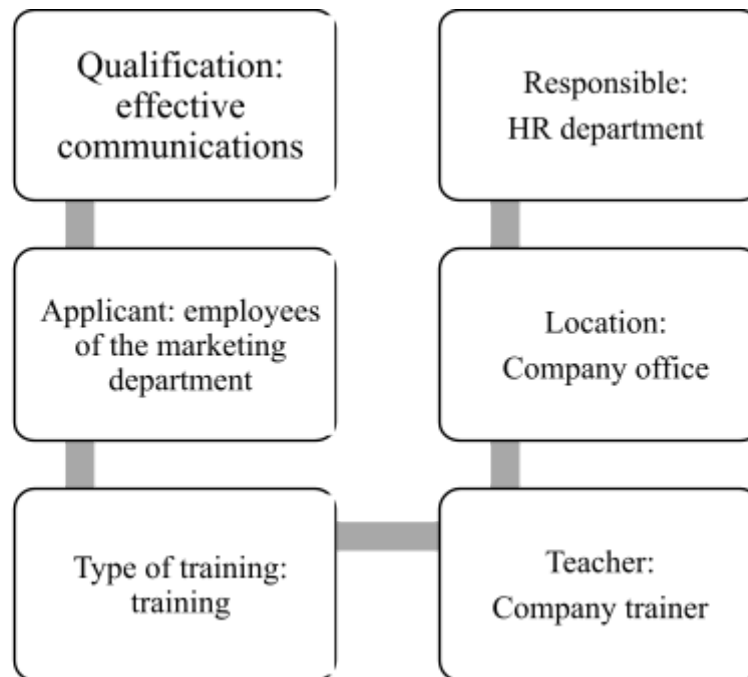 Qualification:
effective
communications
Applicant: employees
of the marketing
department
Type of training:
training
Teacher:
Company trainer
Location:
Company office
Responsible:
HR department